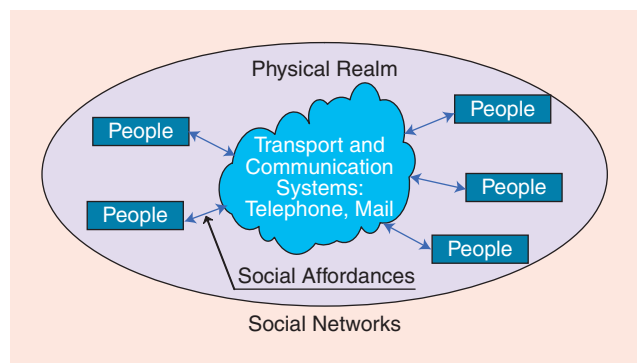 Physical Realm
People
People
Transport and
Communication
Systems:
Telephone, Mail
People
People
People
Social Affordances
Social Networks